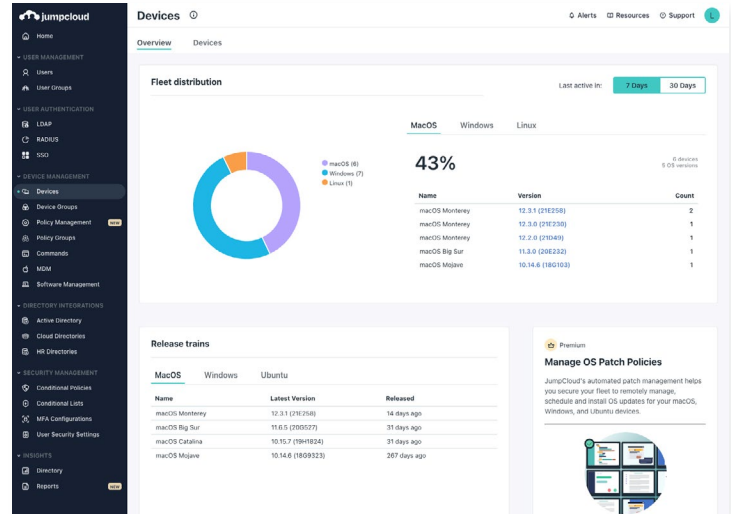 jumpcloud
Home
USER MANAGEMENT
Users
User Groups
USER AUTHENTICATION
LDAP
RADIUS
SSO
DEVICE MANAGEMENT
Devices
Device Groups
Policy Management NEW
Policy Groups
Commands
MDM
Software Management
DIRECTORY INTEGRATIONS
Active Directory
Cloud Directories
HR Directories
SECURITY MANAGEMENT
Conditional Policies
Conditional Lists
MFA Configurations
User Security Settings
INSIGHTS
Directory
Reports NEW
Devices
Alerts Resources Support L
Overview Devices
Fleet distribution
Last active in: 7 Days 30 Days
macOS (6)
Windows (7)
Linux (1)
MacOS Windows Linux
43%
6 devices
5 OS versions
Name Version Count
macOS Monterey 12.3.1 (21E258) 2
macOS Monterey 12.3.0 (21E230) 1
macOS Monterey 12.2.0 (21D49) 1
macOS Big Sur 11.3.0 (20E232) 1
macOS Mojave 10.14.6 (18G103) 1
Release trains
MacOS Windows Ubuntu
Name Latest Version Released
macOS Monterey 12.3.1 (21E258) 14 days ago
macOS Big Sur 11.6.5 (20G527) 31 days ago
macOS Catalina 10.15.7 (19H1824) 31 days ago
macOS Mojave 10.14.6 (18G9323) 267 days ago
Premium
Manage OS Patch Policies
JumpCloud's automated patch management helps
you secure your fleet to remotely manage,
schedule and install OS updates for your macOS,
Windows, and Ubuntu devices.